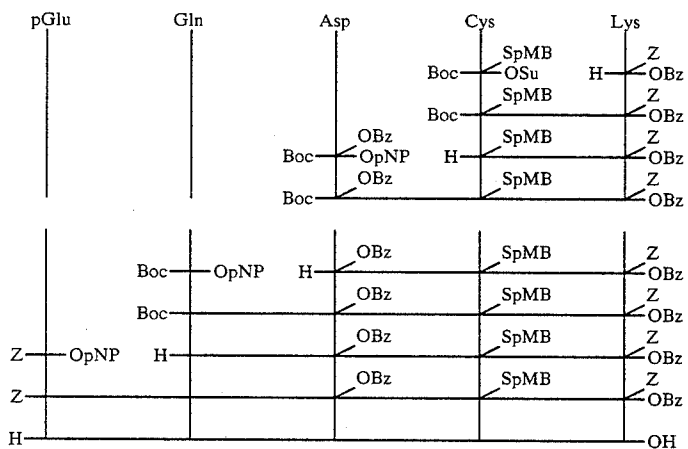 pGlu Gln Asp Cys Lys
SpMB Z
Boc OSu H OBz
SpMB Z
Boc OBz
OBz SpMB Z
Boc OpNP H OBz
OBz SpMB Z
Boc OBz
OBz SpMB Z
Boc OpNP H OBz
OBz SpMB Z
Boc OBz
OBz SpMB Z
Z OpNP H OBz
OBz SpMB Z
Z OBz
H OH